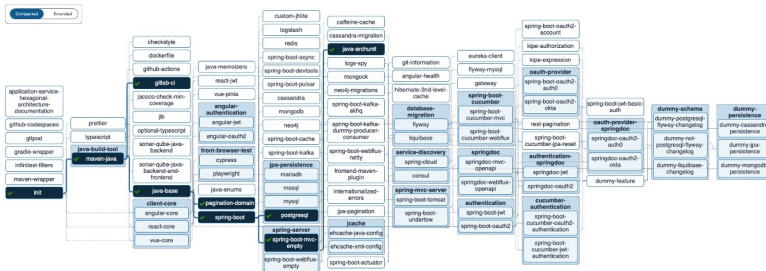 Compacted
Extended
application-service-
hexagonal-
architecture-
documentation
github-codespaces
gitpod
gradle-wrapper
infinitest-filters
maven-wrapper
init
prettier
typescript
java-build-tool
maven-java
checkstyle
dockerfile
github-actions
gitlab-ci
jacoco-check-min-
coverage
jib
optional-typescript
sonar-qube-java-
backend
sonar-qube-java-
backend-and-
frontend
java-base
client-core
angular-core
react-core
vue-core
java-memoizers
react-jwt
vue-pinia
angular-
authentication
angular-jwt
angular-oauth2
front-browser-test
cypress
playwright
java-enums
pagination-domain
spring-boot
custom-jhlite
logstash
redis
spring-boot-async
spring-boot-devtools
spring-boot-pulsar
cassandra
mongodb
neo4j
spring-boot-cache
spring-boot-kafka
jpa-persistence
mariadb
mssql
mysql
postgresql
spring-server
spring-boot-mvc-
empty
spring-boot-webflux-
empty
caffeine-cache
cassandra-migration
java-archunit
logs-spy
mongock
neo4j-migrations
spring-boot-kafka-
akhq
spring-boot-kafka-
dummy-producer-
consumer
spring-boot-webflux-
netty
frontend-maven-
plugin
internationalized-
errors
jpa-pagination
jcache
ehcache-java-config
ehcache-xml-config
spring-boot-actuator
git-information
angular-health
hibernate-2nd-level-
cache
database-
migration
flyway
liquibase
service-discovery
spring-cloud
consul
spring-mvc-server
spring-boot-tomcat
spring-boot-
undertow
eureka-client
flyway-mysql
gateway
spring-boot-
cucumber
spring-boot-
cucumber-mvc
spring-boot-
cucumber-webflux
springdoc
springdoc-mvc-
openapi
springdoc-webflux-
openapi
authentication
spring-boot-jwt
spring-boot-oauth2
spring-boot-oauth2-
account
kipe-authorization
kipe-expression
oauth-provider
spring-boot-oauth2-
auth0
spring-boot-oauth2-
okta
next-pagination
spring-boot-
cucumber-jpa-reset
authentication-
springdoc
springdoc-jwt
springdoc-oauth2
cucumber-
authentication
spring-boot-
cucumber-oauth2-
authentication
spring-boot-
cucumber-jwt-
authentication
spring-boot-jwt-basic-
auth
oauth-provider-
springdoc
springdoc-oauth2-
auth0
springdoc-oauth2-
okta
dummy-feature
dummy-schema
dummy-postgresql-
flyway-changelog
dummy-not-
postgresql-flyway-
changelog
dummy-liquibase-
changelog
dummy-
persistence
dummy-cassandra-
persistence
dummy-jpa-
persistence
dummy-mongodb-
persistence